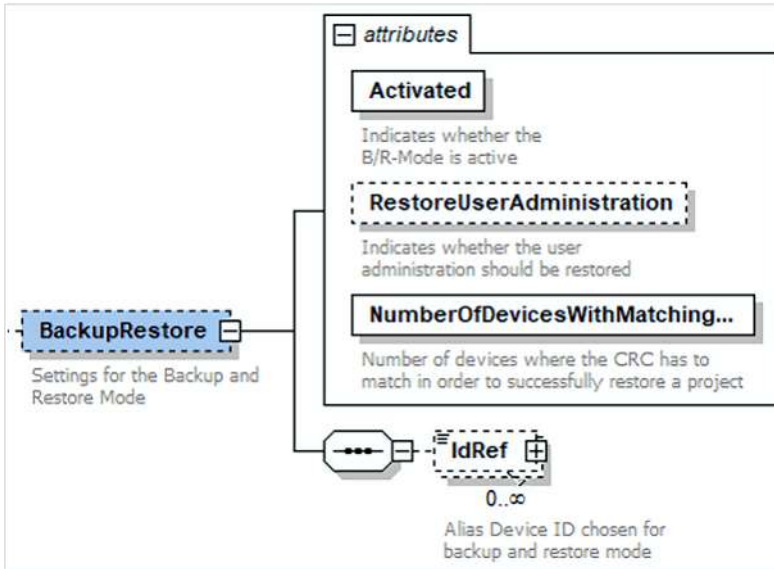 attributes
Activated
Indicates whether the
B/R-Mode is active
RestoreUserAdministration
Indicates whether the user
administration should be restored
NumberOfDevicesWithMatching...
Number of devices where the CRC has to
match in order to successfully restore a project
BackupRestore
Settings for the Backup and
Restore Mode
IdRef
0..∞
Alias Device ID chosen for
backup and restore mode